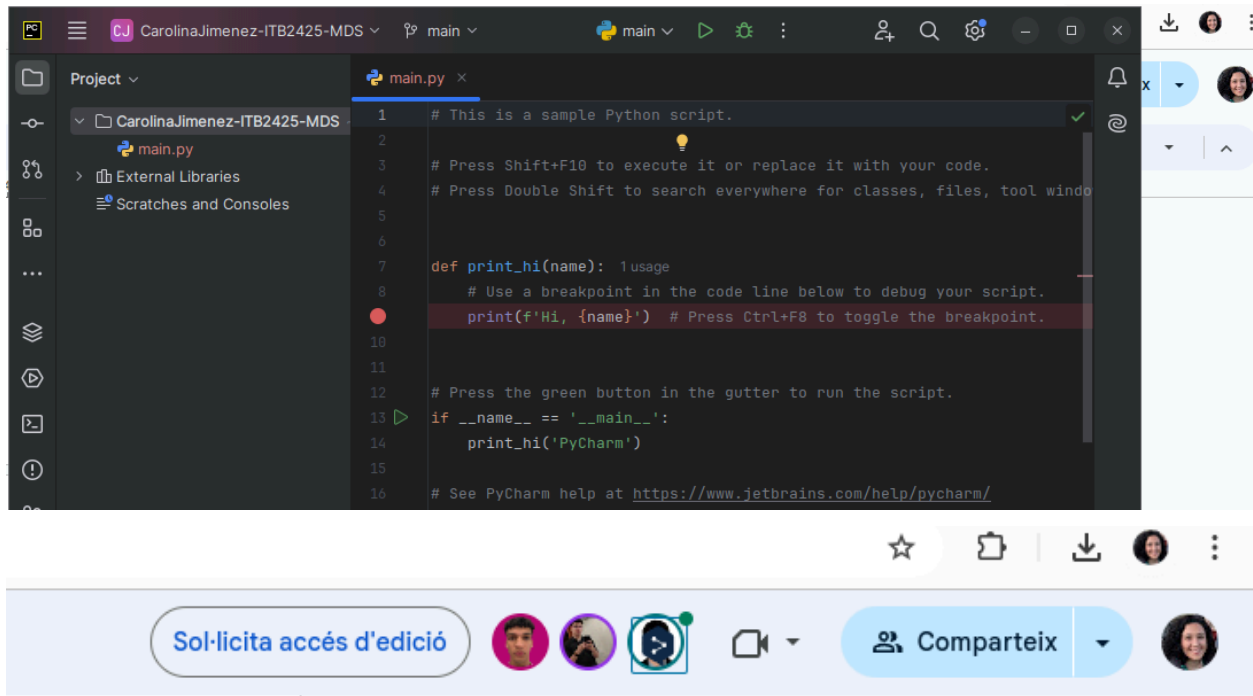 PC CJ CarolinaJimenez-ITB2425-MDS main main
Project main.py x
CarolinaJimenez-ITB2425-MDS
main.py
External Libraries
Scratches and Consoles
1 # This is a sample Python script.
2
3 # Press Shift+F10 to execute it or replace it with your code.
4 # Press Double Shift to search everywhere for classes, files, tool windo
5
6
7 def print_hi(name): 1 usage
8 # Use a breakpoint in the code line below to debug your script.
print(f'Hi, {name}') # Press Ctrl+F8 to toggle the breakpoint.
10
11
12 # Press the green button in the gutter to run the script.
13 if __name__ == '__main__':
14 print_hi('PyCharm')
15
16 # See PyCharm help at https://www.jetbrains.com/help/pycharm/
Sol·licita accés d'edició Comparteix